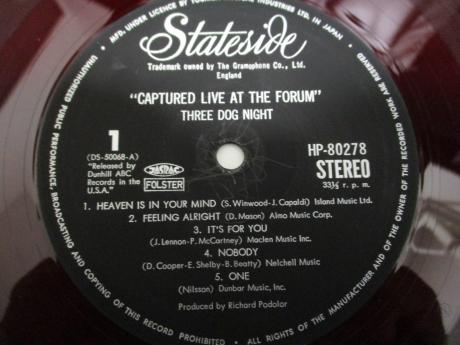 MFD. UNDER LICENCE BY TOSHIBA MUSICAL INDUSTRIES LTD. IN JAPAN • ALL RIGHTS OF THE MANUFACTURER AND OF THE OWNER OF THE RECORDED WORK ARE RESERVED
UNAUTHORIZED PUBLIC PERFORMANCE, BROADCASTING AND COPYING OF THIS RECORD PROHIBITED •
Stateside
Trademark owned by The Gramophone Co., Ltd.
England
"CAPTURED LIVE AT THE FORUM"
THREE DOG NIGHT
1
(DS-50068-A)
"Released by
Dunhill ABC
Records in the
U.S.A."
JASRAC
FOLSTER
HP-80278
STEREO
33⅓ r. p. m.
1. HEAVEN IS IN YOUR MIND (S. Winwood-J. Capaldi) Island Music Ltd.
2. FEELING ALRIGHT (D. Mason) Almo Music Corp.
3. IT'S FOR YOU
(J. Lennon-P. McCartney) Maclen Music Inc.
4. NOBODY
(D. Cooper-E. Shelby-B. Beatty) Nelchell Music
5. ONE
(Nilsson) Dunbar Music, Inc.
Produced by Richard Podolor